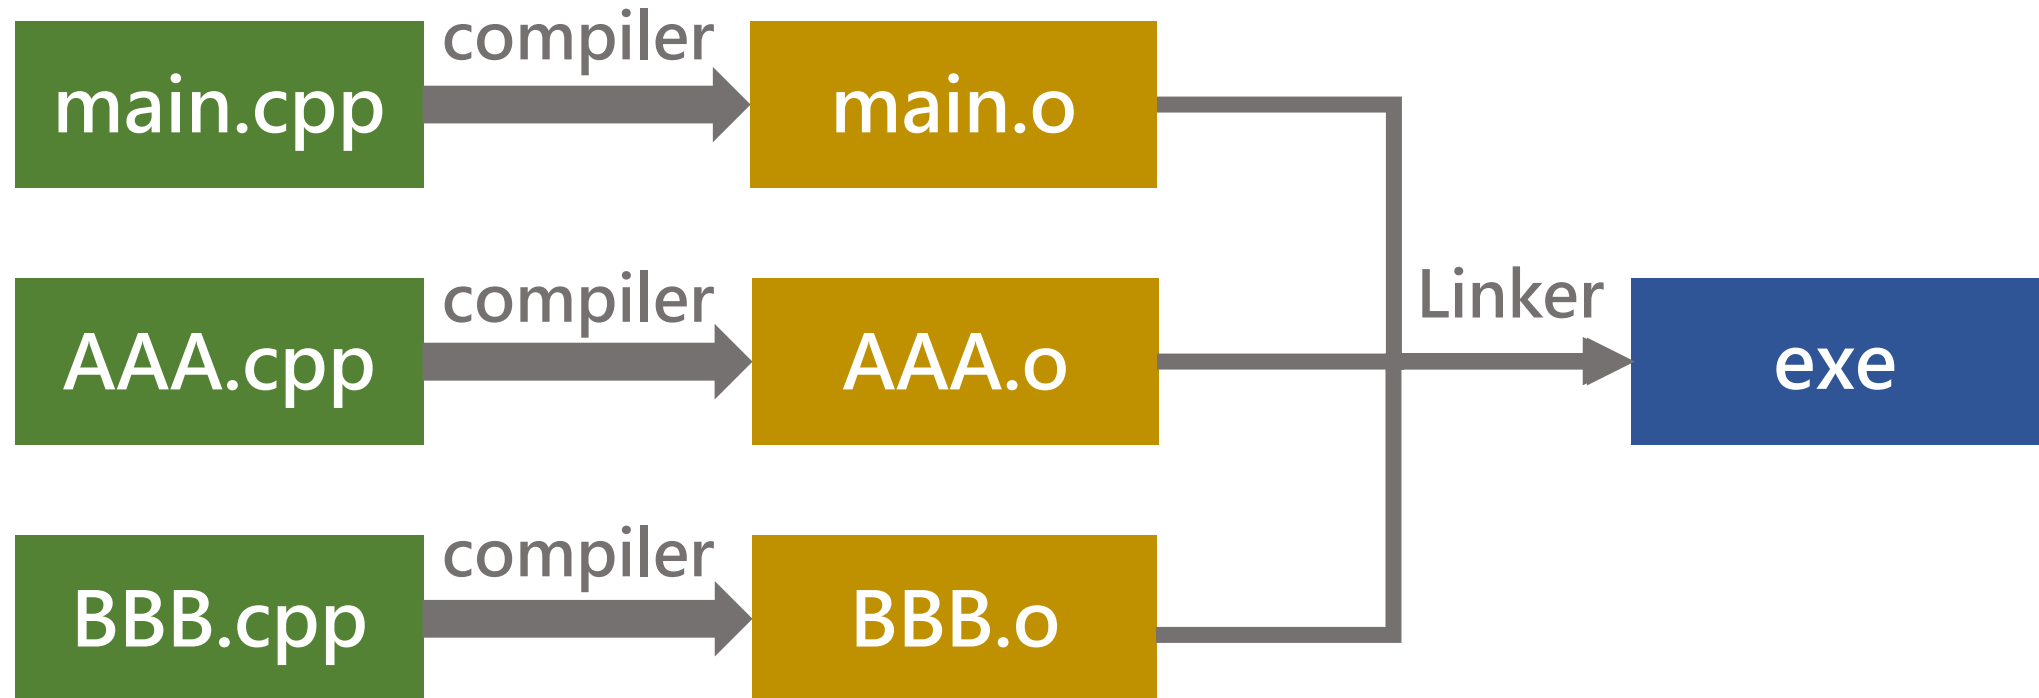 compiler
main.cpp
main.o
compiler
Linker
AAA.cpp
AAA.o
exe
compiler
BBB.cpp
BBB.o